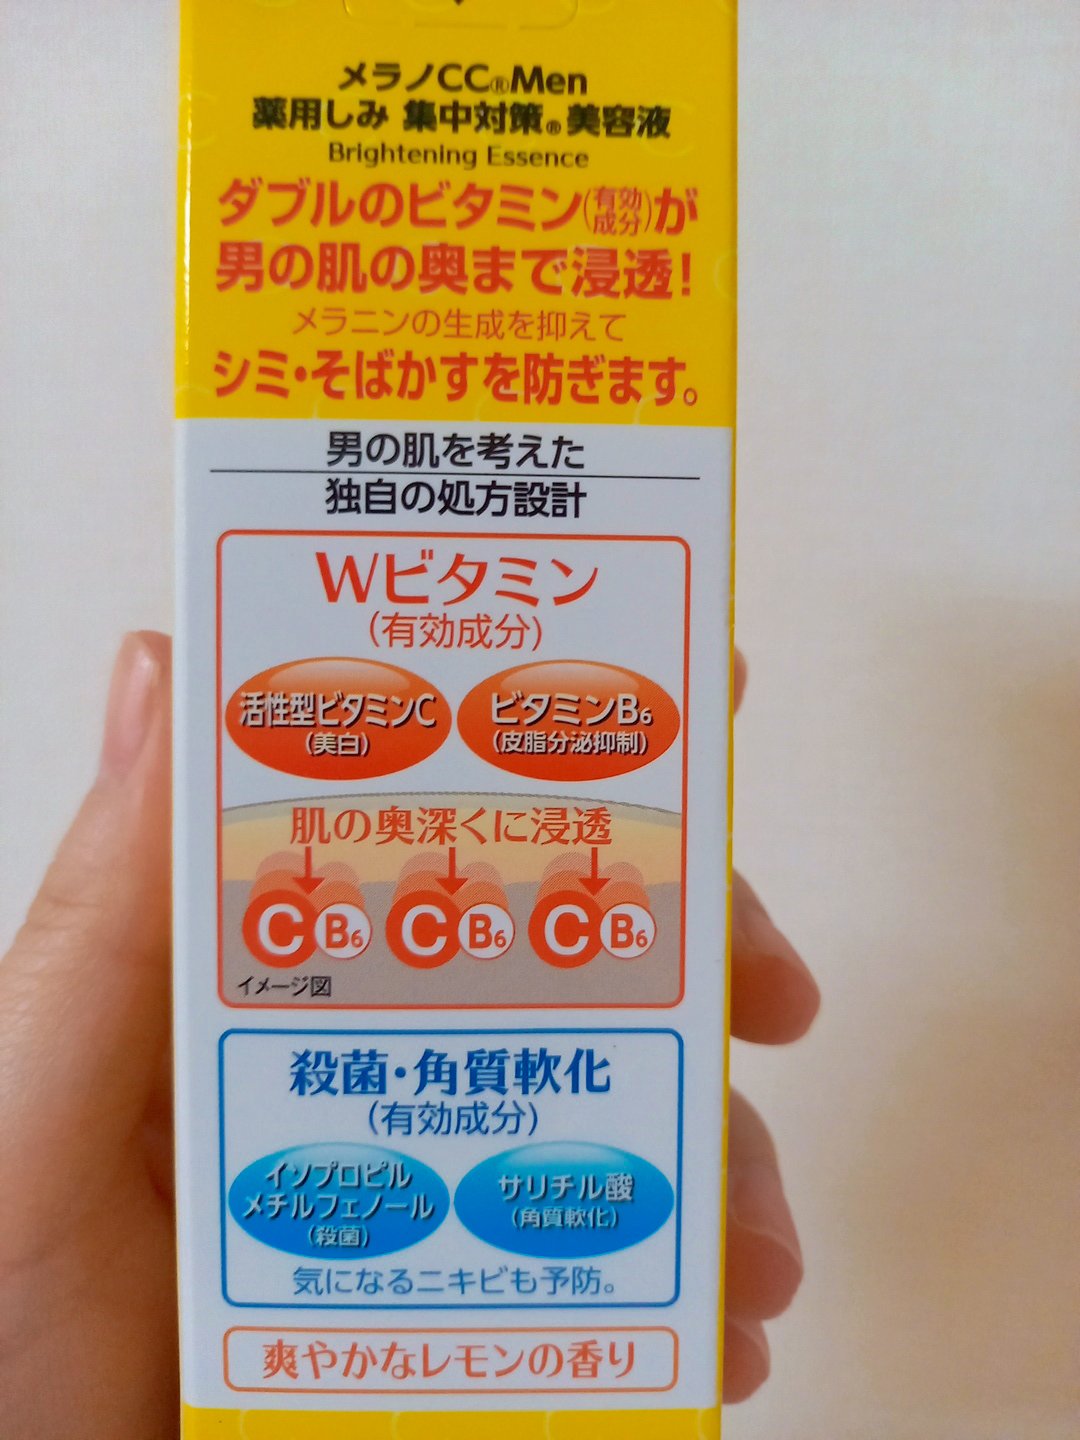 メラノCC®Men
薬用しみ 集中対策®美容液
Brightening Essence
ダブルのビタミン(有効成分)が
男の肌の奥まで浸透!
メラニンの生成を抑えて
シミ・そばかすを防ぎます。
男の肌を考えた
独自の処方設計
Wビタミン
(有効成分)
活性型ビタミンC
(美白)
ビタミンB₆
(皮脂分泌抑制)
肌の奥深くに浸透
C B₆ C B₆ C B₆
イメージ図
殺菌・角質軟化
(有効成分)
イソプロピル
メチルフェノール
(殺菌)
サリチル酸
(角質軟化)
気になるニキビも予防。
爽やかなレモンの香り